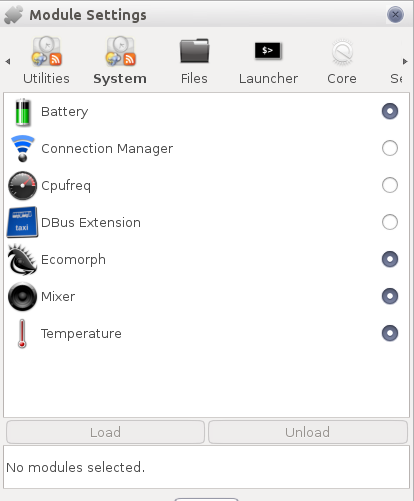 Module Settings
Utilities System Files Launcher Core Se
Battery
Connection Manager
Cpufreq
DBus Extension
taxi
Ecomorph
Mixer
Temperature
Load Unload
No modules selected.